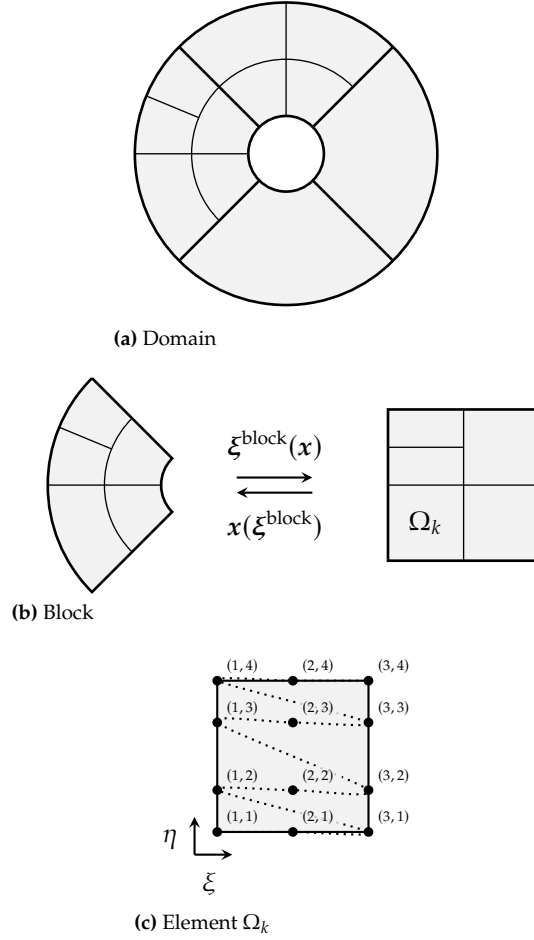 (a) Domain
ξ^block(x)
x(ξ^block)
Ω_k
(b) Block
(1, 4) (2, 4) (3, 4)
(1, 3) (2, 3) (3, 3)
(1, 2) (2, 2) (3, 2)
(1, 1) (2, 1) (3, 1)
η
ξ
(c) Element Ω_k